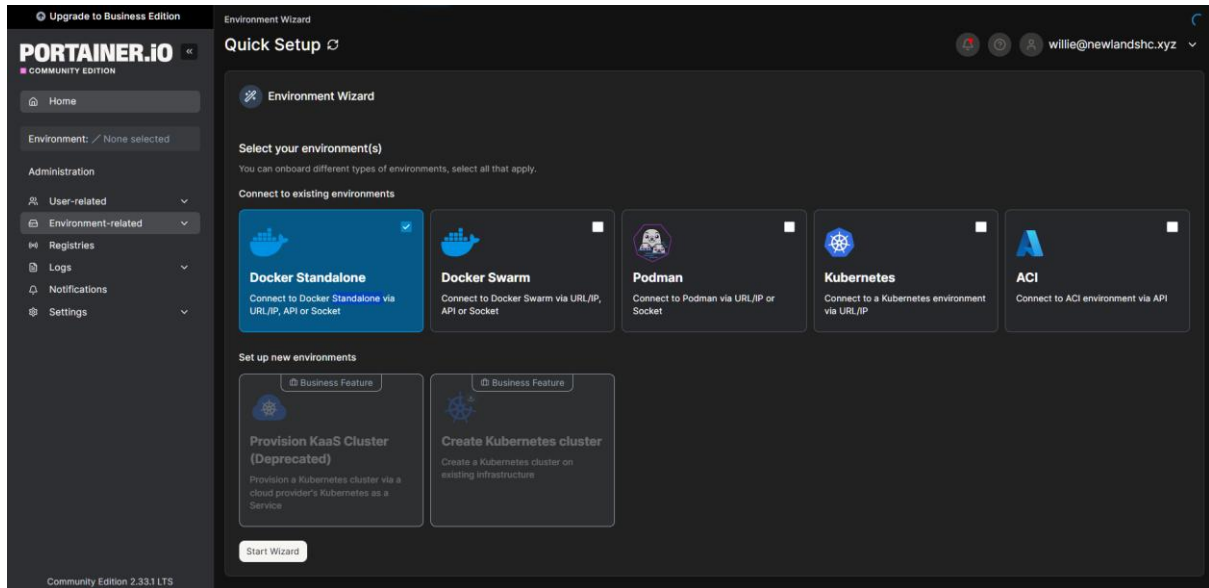 Upgrade to Business Edition
PORTAINER.iO
COMMUNITY EDITION
Home
Environment: None selected
Administration
User-related
Environment-related
Registries
Logs
Notifications
Settings
Community Edition 2.33.1 LTS
Environment Wizard
Quick Setup
willie@newlandshc.xyz
Environment Wizard
Select your environment(s)
You can onboard different types of environments, select all that apply.
Connect to existing environments
Docker Standalone
Connect to Docker Standalone via
URL/IP, API or Socket
Docker Swarm
Connect to Docker Swarm via URL/IP,
API or Socket
Podman
Connect to Podman via URL/IP or
Socket
Kubernetes
Connect to a Kubernetes environment
via URL/IP
ACI
Connect to ACI environment via API
Set up new environments
Business Feature
Provision KaaS Cluster
(Deprecated)
Provision a Kubernetes cluster via a
cloud provider's Kubernetes as a
Service
Business Feature
Create Kubernetes cluster
Create a Kubernetes cluster on
existing infrastructure
Start Wizard